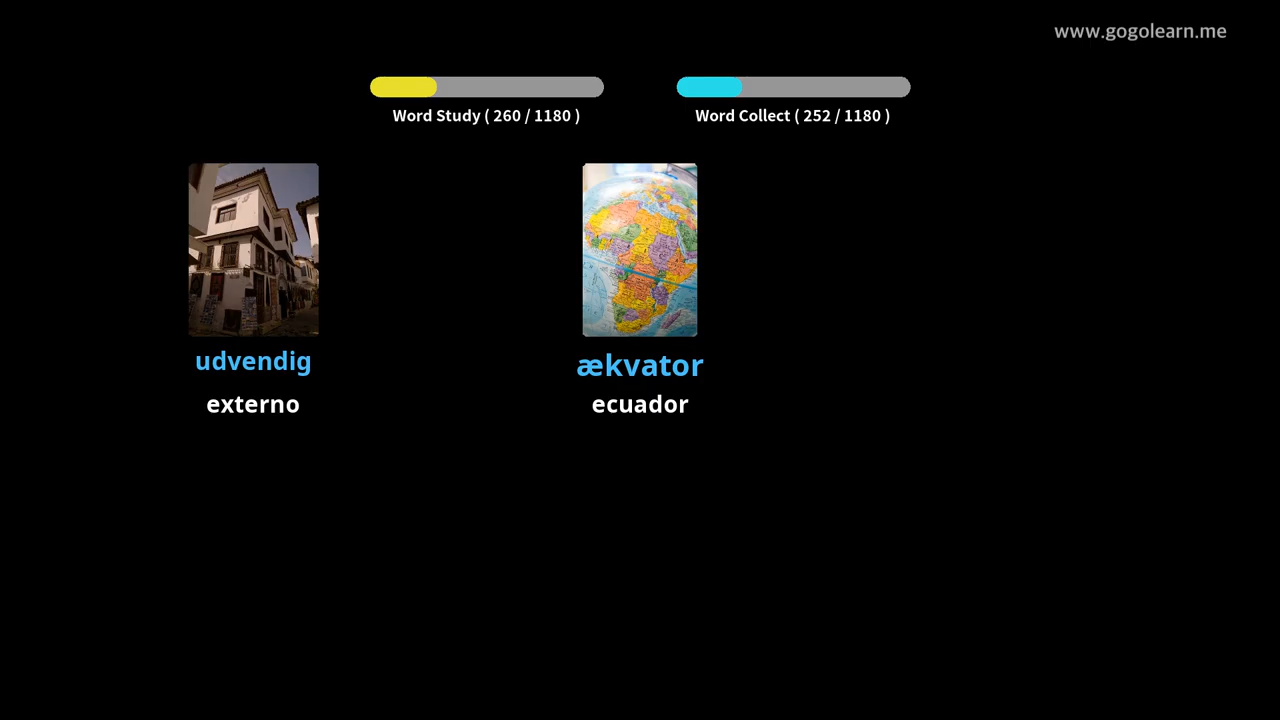 www.gogolearn.me
Word Study ( 260 / 1180 )
Word Collect ( 252 / 1180 )
udvendig
externo
ækvator
ecuador